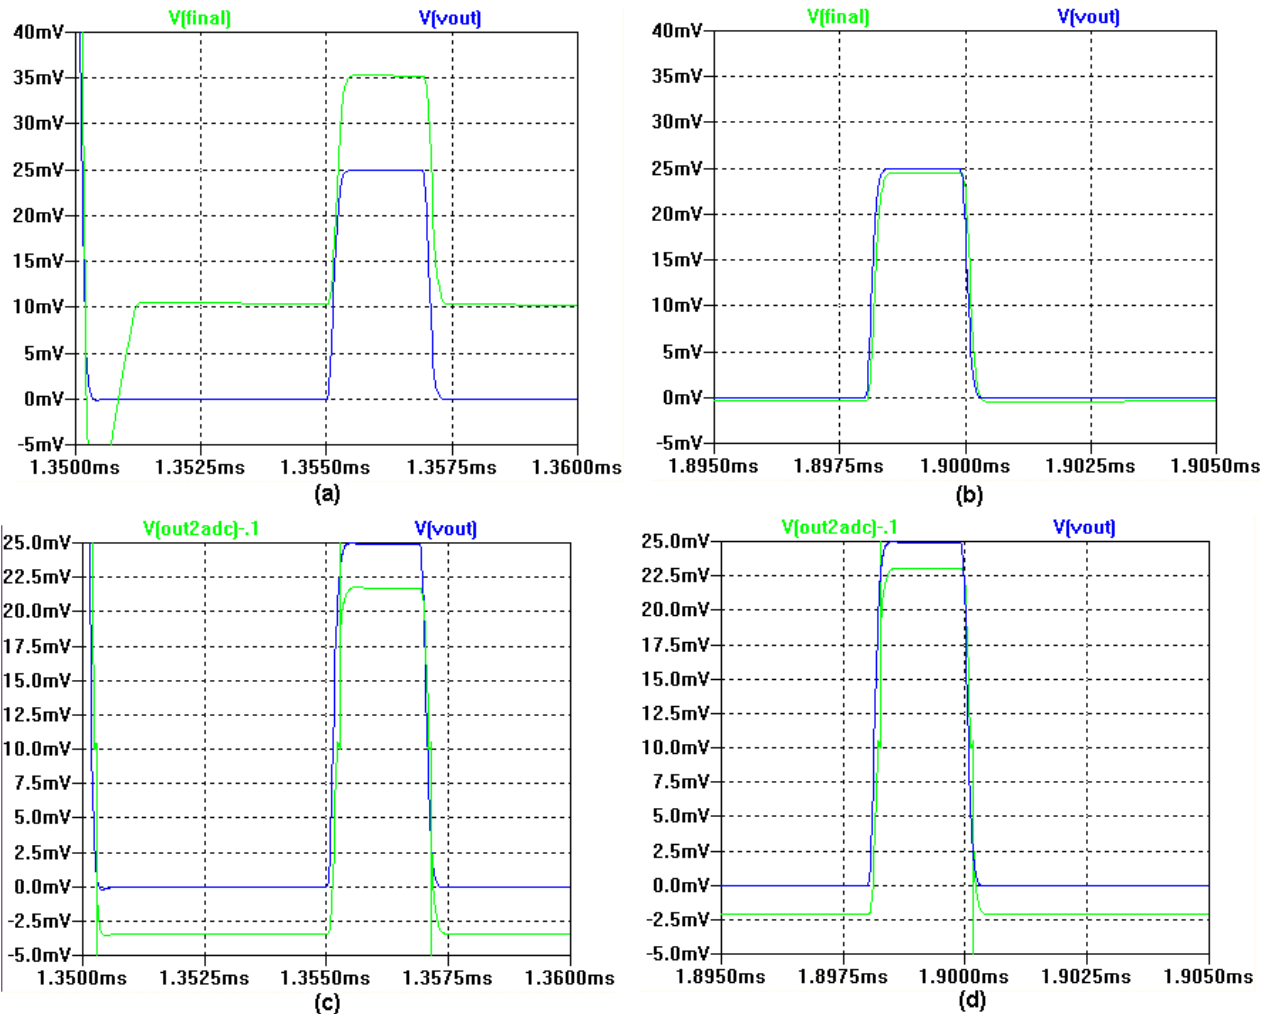 V(final) V(vout)
40mV
35mV
30mV
25mV
20mV
15mV
10mV
5mV
0mV
-5mV
1.3500ms 1.3525ms 1.3550ms 1.3575ms 1.3600ms
(a)
V(final) V(vout)
40mV
35mV
30mV
25mV
20mV
15mV
10mV
5mV
0mV
-5mV
1.8950ms 1.8975ms 1.9000ms 1.9025ms 1.9050ms
(b)
V(out2adc)-.1 V(vout)
25.0mV
22.5mV
20.0mV
17.5mV
15.0mV
12.5mV
10.0mV
7.5mV
5.0mV
2.5mV
0.0mV
-2.5mV
-5.0mV
1.3500ms 1.3525ms 1.3550ms 1.3575ms 1.3600ms
(c)
V(out2adc)-.1 V(vout)
25.0mV
22.5mV
20.0mV
17.5mV
15.0mV
12.5mV
10.0mV
7.5mV
5.0mV
2.5mV
0.0mV
-2.5mV
-5.0mV
1.8950ms 1.8975ms 1.9000ms 1.9025ms 1.9050ms
(d)